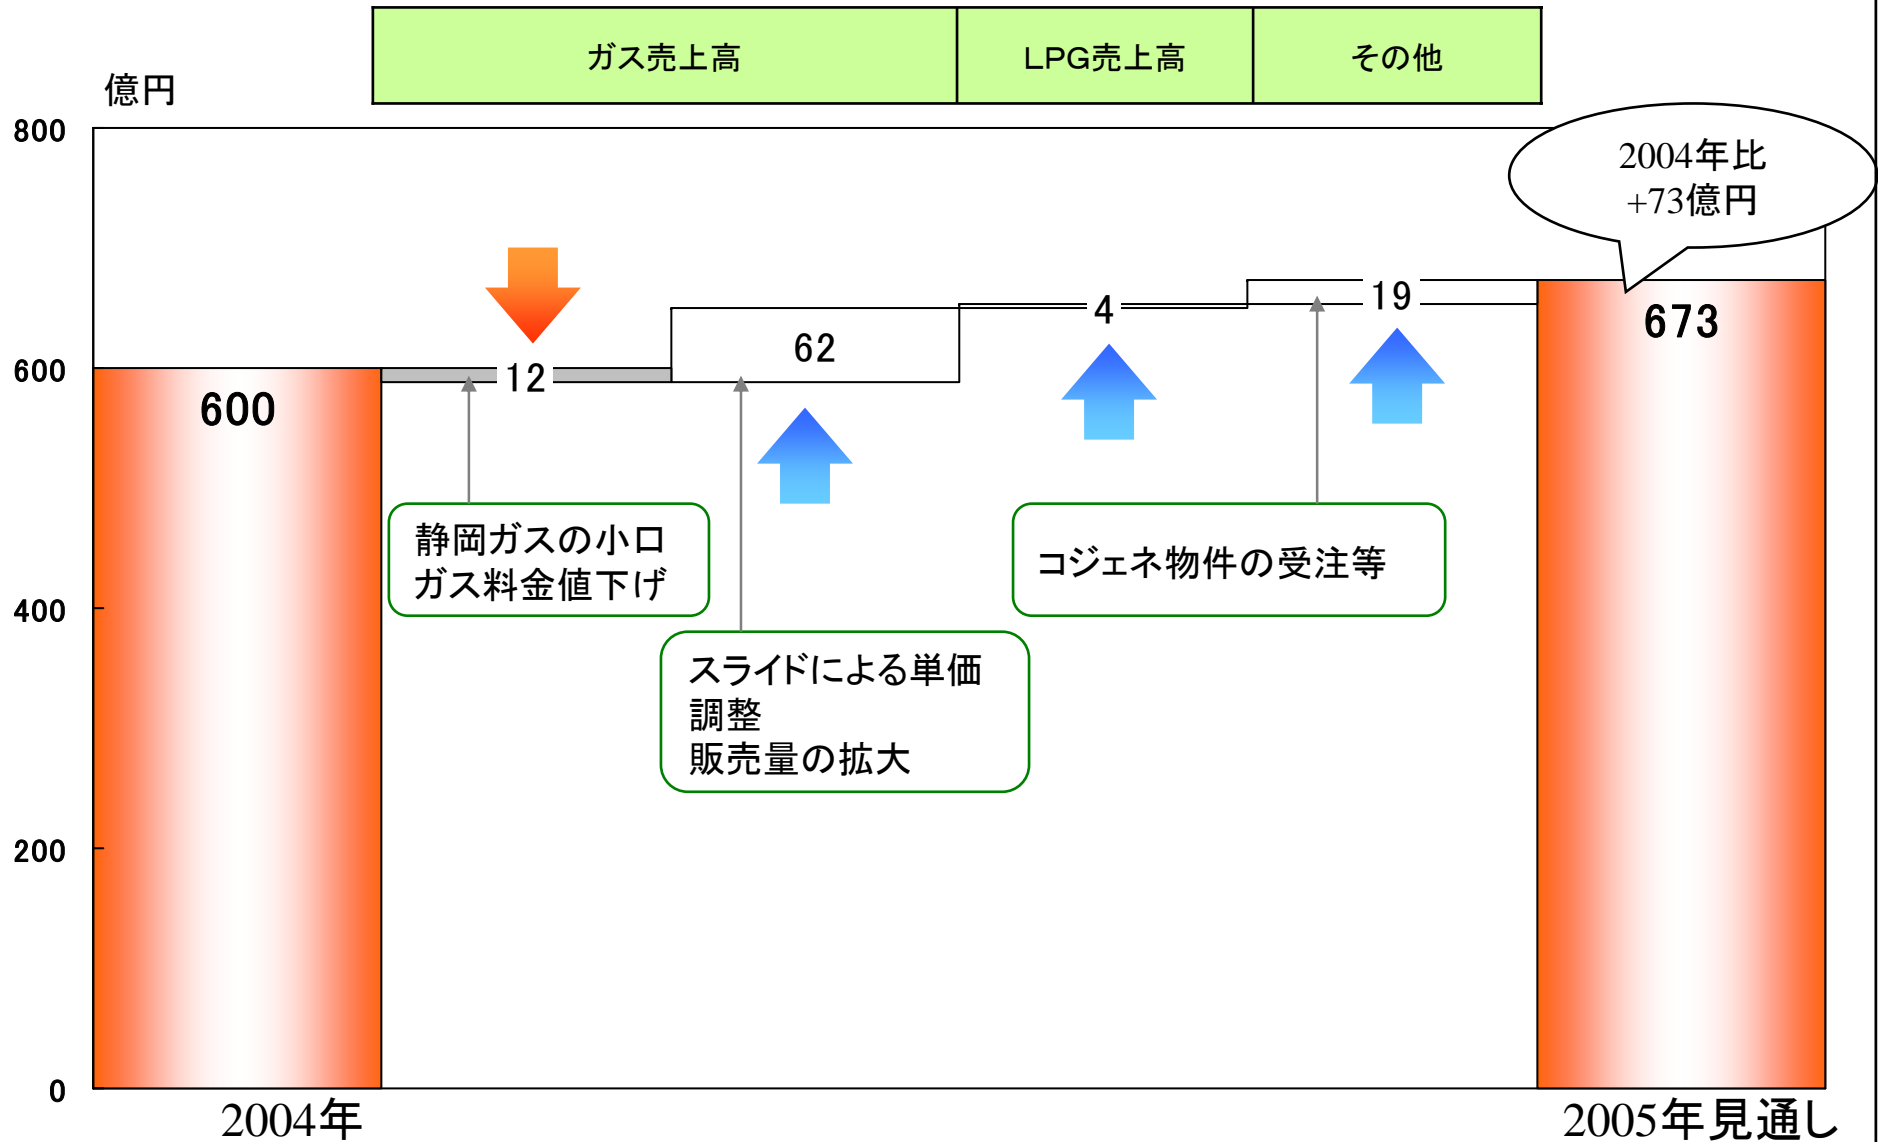 ガス売上高
LPG売上高
その他
億円
800
600
400
200
0
2004年比
+73億円
600
12
62
4
19
673
静岡ガスの小口
ガス料金値下げ
スライドによる単価
調整
販売量の拡大
コジェネ物件の受注等
2004年
2005年見通し